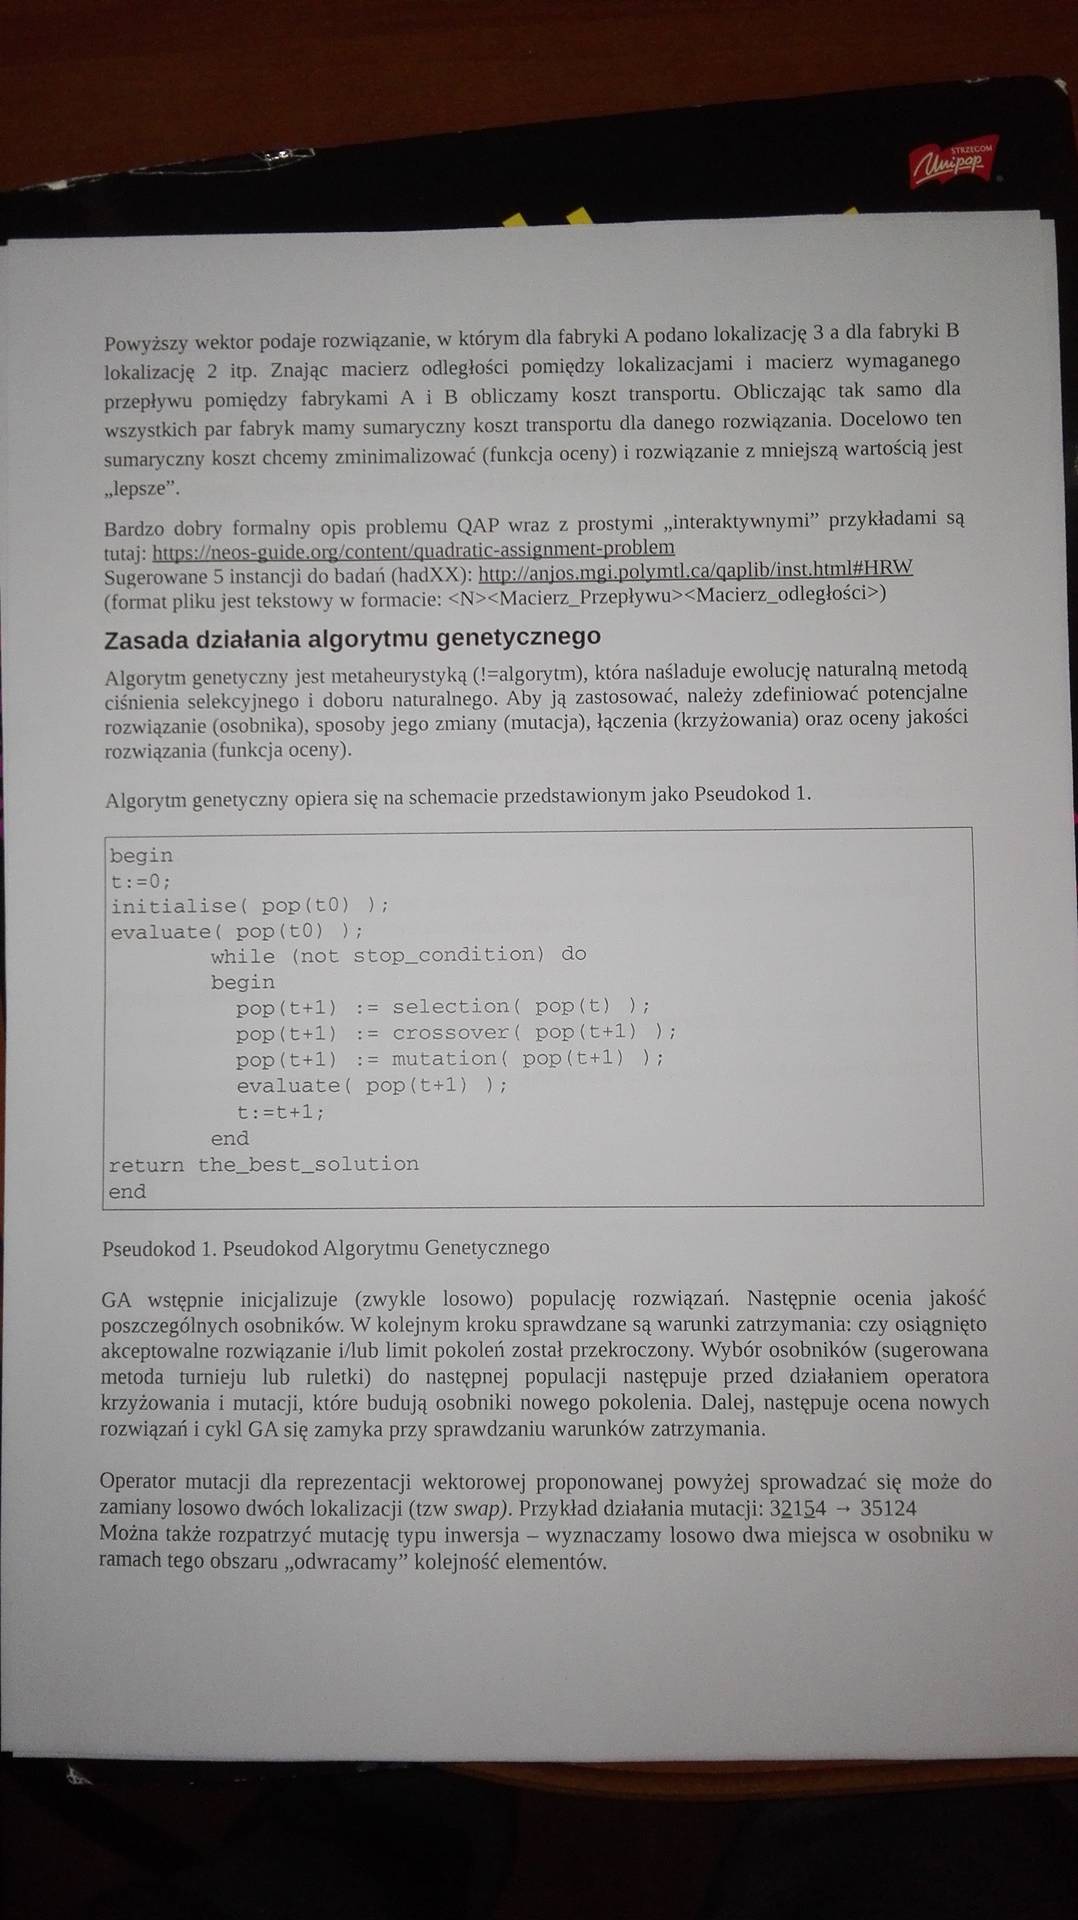 STRZEGOM
Unipop
Powyższy wektor podaje rozwiązanie, w którym dla fabryki A podano lokalizację 3 a dla fabryki B
lokalizację 2 itp. Znając macierz odległości pomiędzy lokalizacjami i macierz wymaganego
przepływu pomiędzy fabrykami A i B obliczamy koszt transportu. Obliczając tak samo dla
wszystkich par fabryk mamy sumaryczny koszt transportu dla danego rozwiązania. Docelowo ten
sumaryczny koszt chcemy zminimalizować (funkcja oceny) i rozwiązanie z mniejszą wartością jest
„lepsze”.
Bardzo dobry formalny opis problemu QAP wraz z prostymi „interaktywnymi” przykładami są
tutaj: https://neos-guide.org/content/quadratic-assignment-problem
Sugerowane 5 instancji do badań (hadXX): http://anjos.mgi.polymtl.ca/qaplib/inst.html#HRW
(format pliku jest tekstowy w formacie: <N><Macierz_Przepływu><Macierz_odległości>)
Zasada działania algorytmu genetycznego
Algorytm genetyczny jest metaheurystyką (!=algorytm), która naśladuje ewolucję naturalną metodą
ciśnienia selekcyjnego i doboru naturalnego. Aby ją zastosować, należy zdefiniować potencjalne
rozwiązanie (osobnika), sposoby jego zmiany (mutacja), łączenia (krzyżowania) oraz oceny jakości
rozwiązania (funkcja oceny).
Algorytm genetyczny opiera się na schemacie przedstawionym jako Pseudokod 1.
begin
t:=0;
initialise( pop(t0) );
evaluate( pop(t0) );
while (not stop_condition) do
begin
pop(t+1) := selection( pop(t) );
pop(t+1) := crossover( pop(t+1) );
pop(t+1) := mutation( pop(t+1) );
evaluate( pop(t+1) );
t:=t+1;
end
return the_best_solution
end
Pseudokod 1. Pseudokod Algorytmu Genetycznego
GA wstępnie inicjalizuje (zwykle losowo) populację rozwiązań. Następnie ocenia jakość
poszczególnych osobników. W kolejnym kroku sprawdzane są warunki zatrzymania: czy osiągnięto
akceptowalne rozwiązanie i/lub limit pokoleń został przekroczony. Wybór osobników (sugerowana
metoda turnieju lub ruletki) do następnej populacji następuje przed działaniem operatora
krzyżowania i mutacji, które budują osobniki nowego pokolenia. Dalej, następuje ocena nowych
rozwiązań i cykl GA się zamyka przy sprawdzaniu warunków zatrzymania.
Operator mutacji dla reprezentacji wektorowej proponowanej powyżej sprowadzać się może do
zamiany losowo dwóch lokalizacji (tzw swap). Przykład działania mutacji: 32154 → 35124
Można także rozpatrzyć mutację typu inwersja – wyznaczamy losowo dwa miejsca w osobniku w
ramach tego obszaru „odwracamy” kolejność elementów.